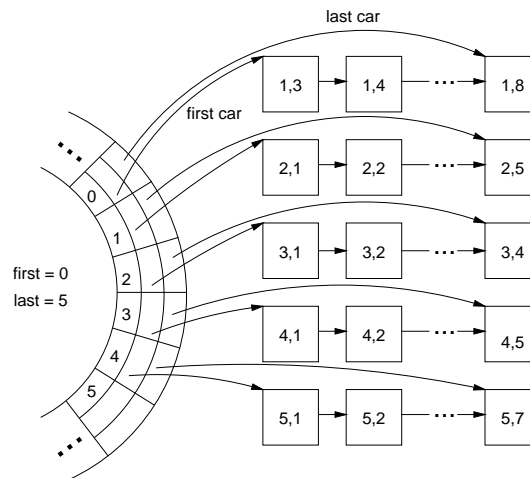 last car
1,3 1,4 ... 1,8
first car
... 
2,1 2,2 ... 2,5
0
1
3,1 3,2 ... 3,4
first = 0
2
last = 5
3
4,1 4,2 ... 4,5
4
5
5,1 5,2 ... 5,7
...